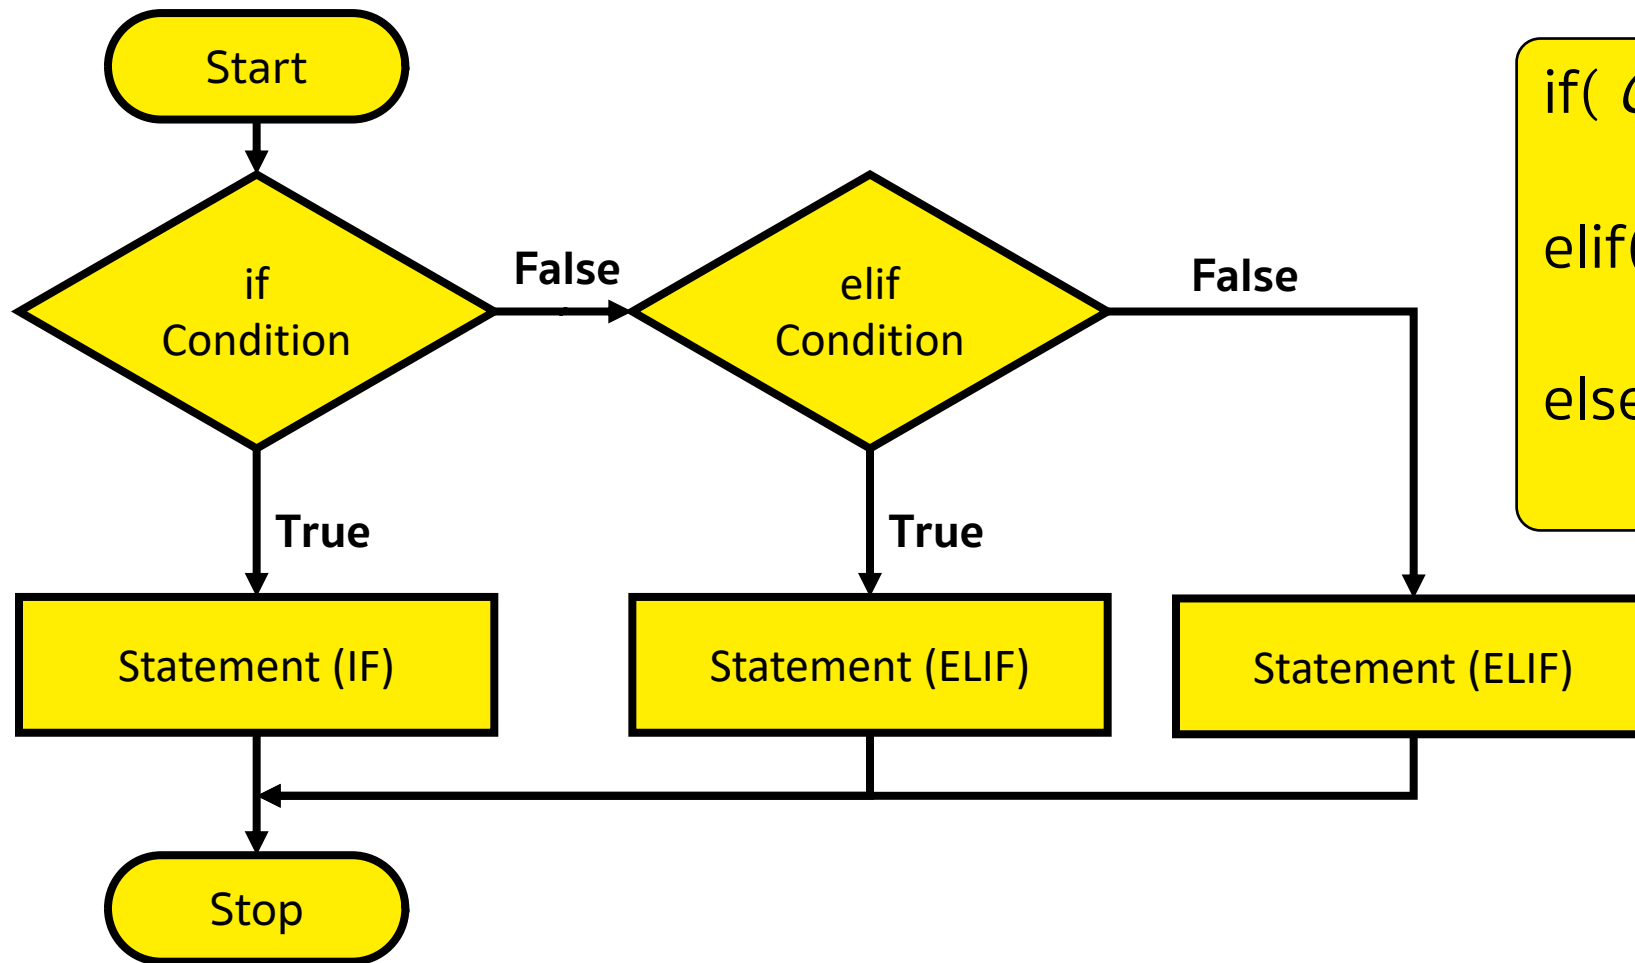 Start
if
Condition
False
elif
Condition
False
True
True
Statement (IF)
Statement (ELIF)
Statement (ELIF)
Stop
if(
elif(
else